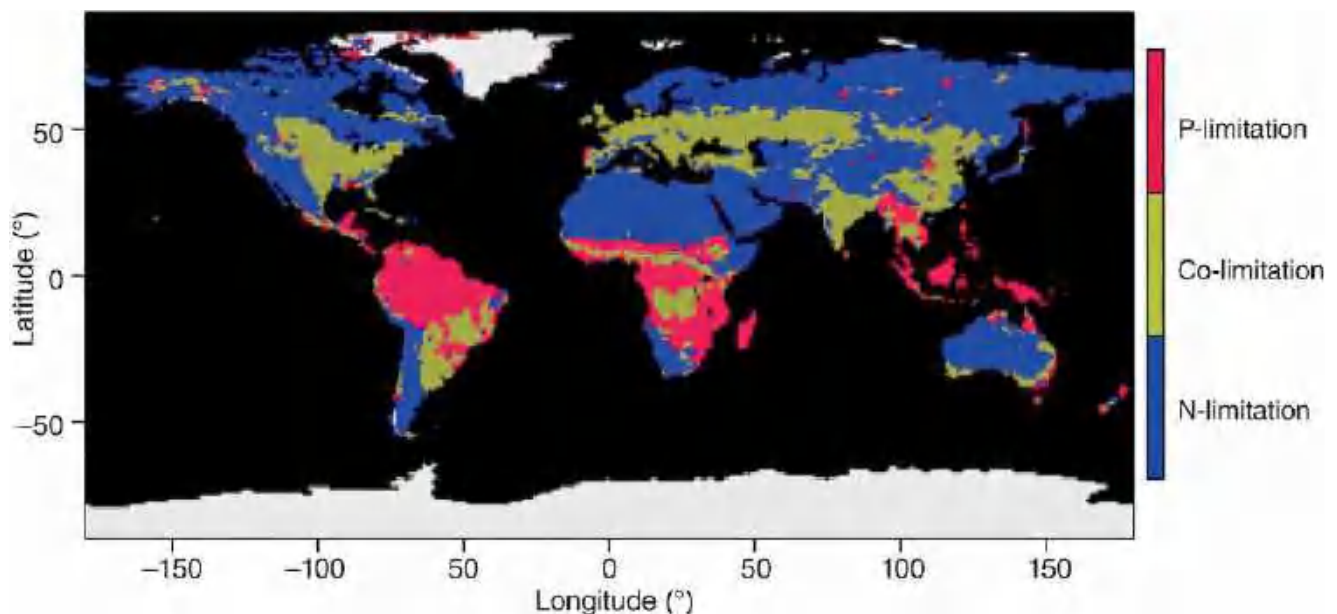 P-limitation
Co-limitation
N-limitation
50
0
−50
Latitude (°)
−150
−100
50
0
50
100
150
Longitude (°)